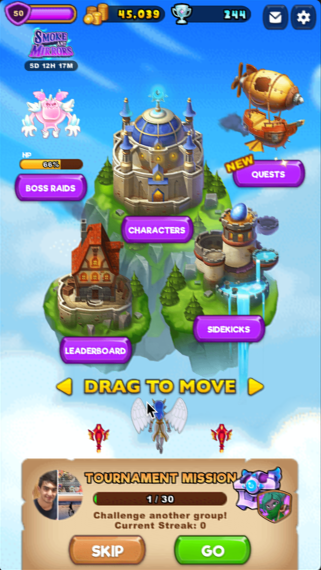 50
45.039
244
SMOKE AND MIRRORS
5D 12H 17M
HP
66%
BOSS RAIDS
NEW
QUESTS
CHARACTERS
SIDEKICKS
LEADERBOARD
DRAG TO MOVE
TOURNAMENT MISSION
1 / 30
Challenge another group!
Current Streak: 0
SKIP
GO